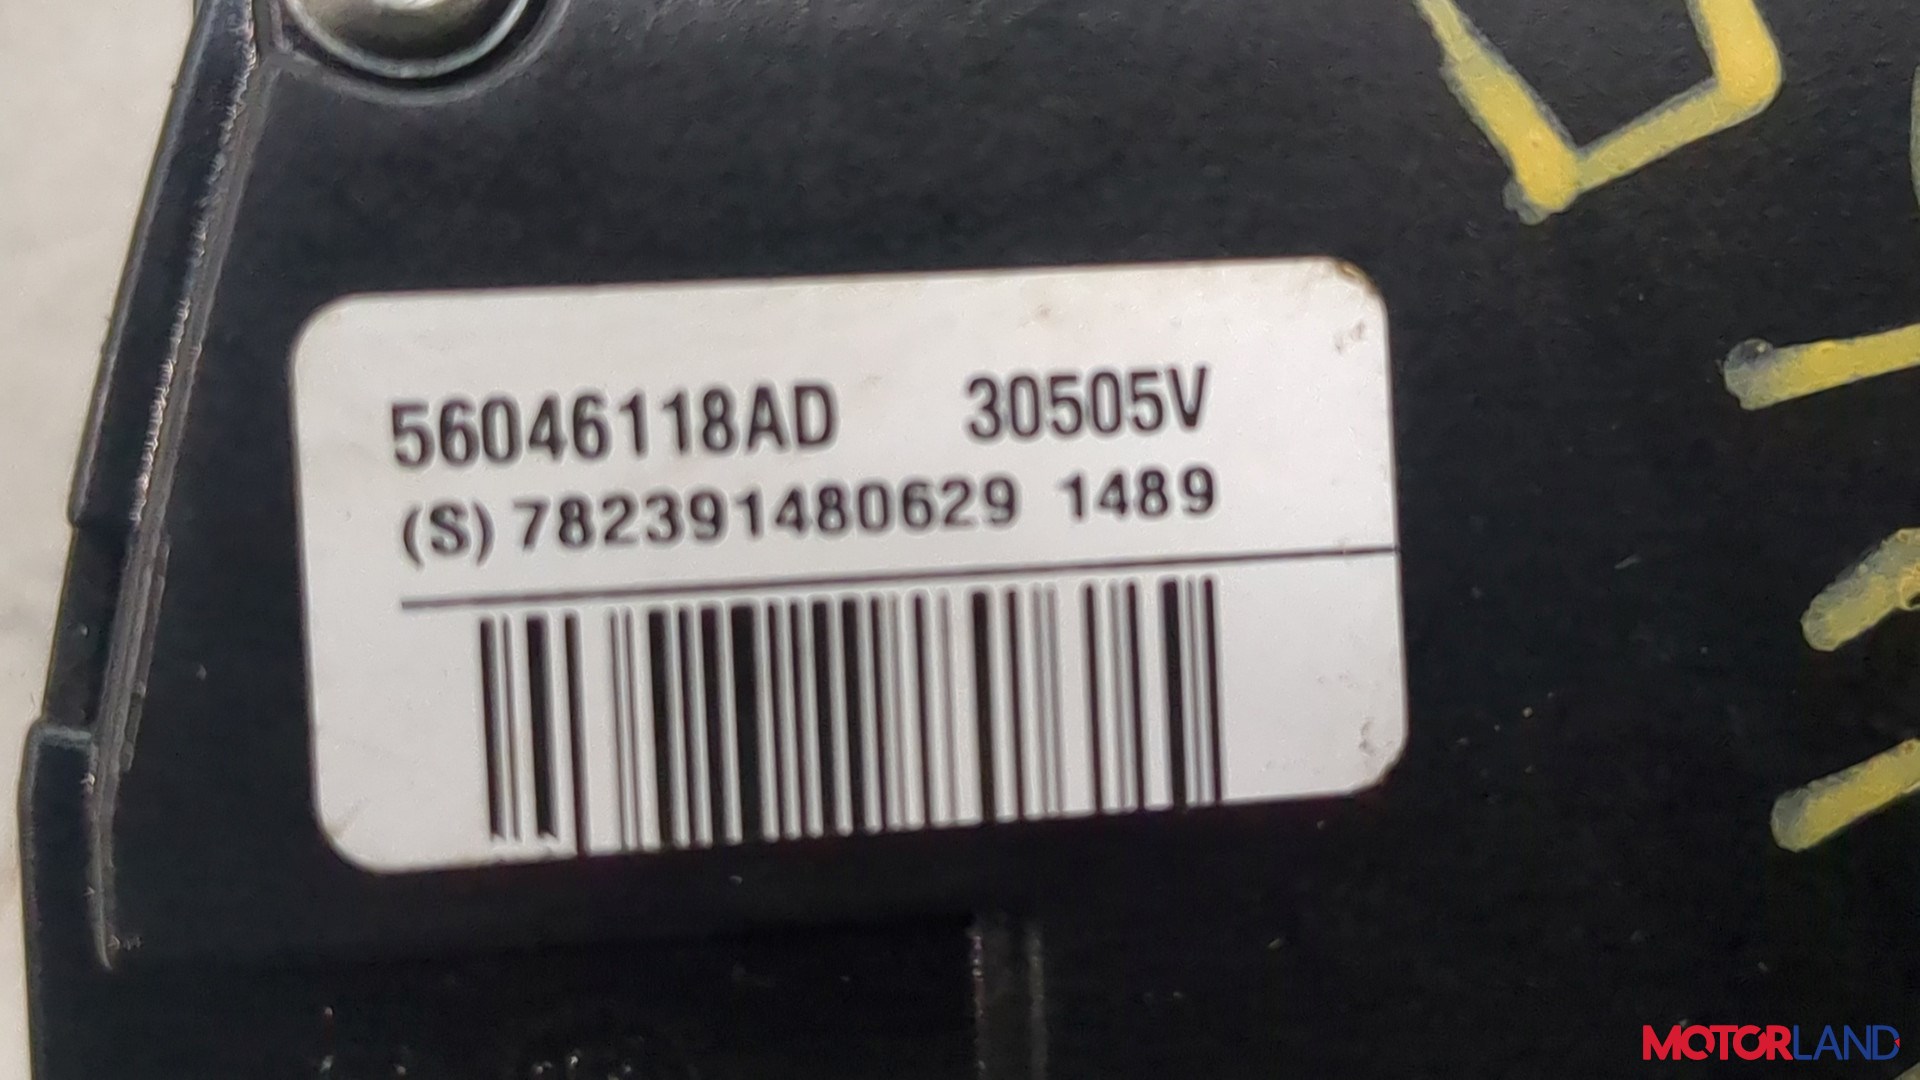 56046118AD 30505V
(S) 782391480629 1489
MOTORLAND